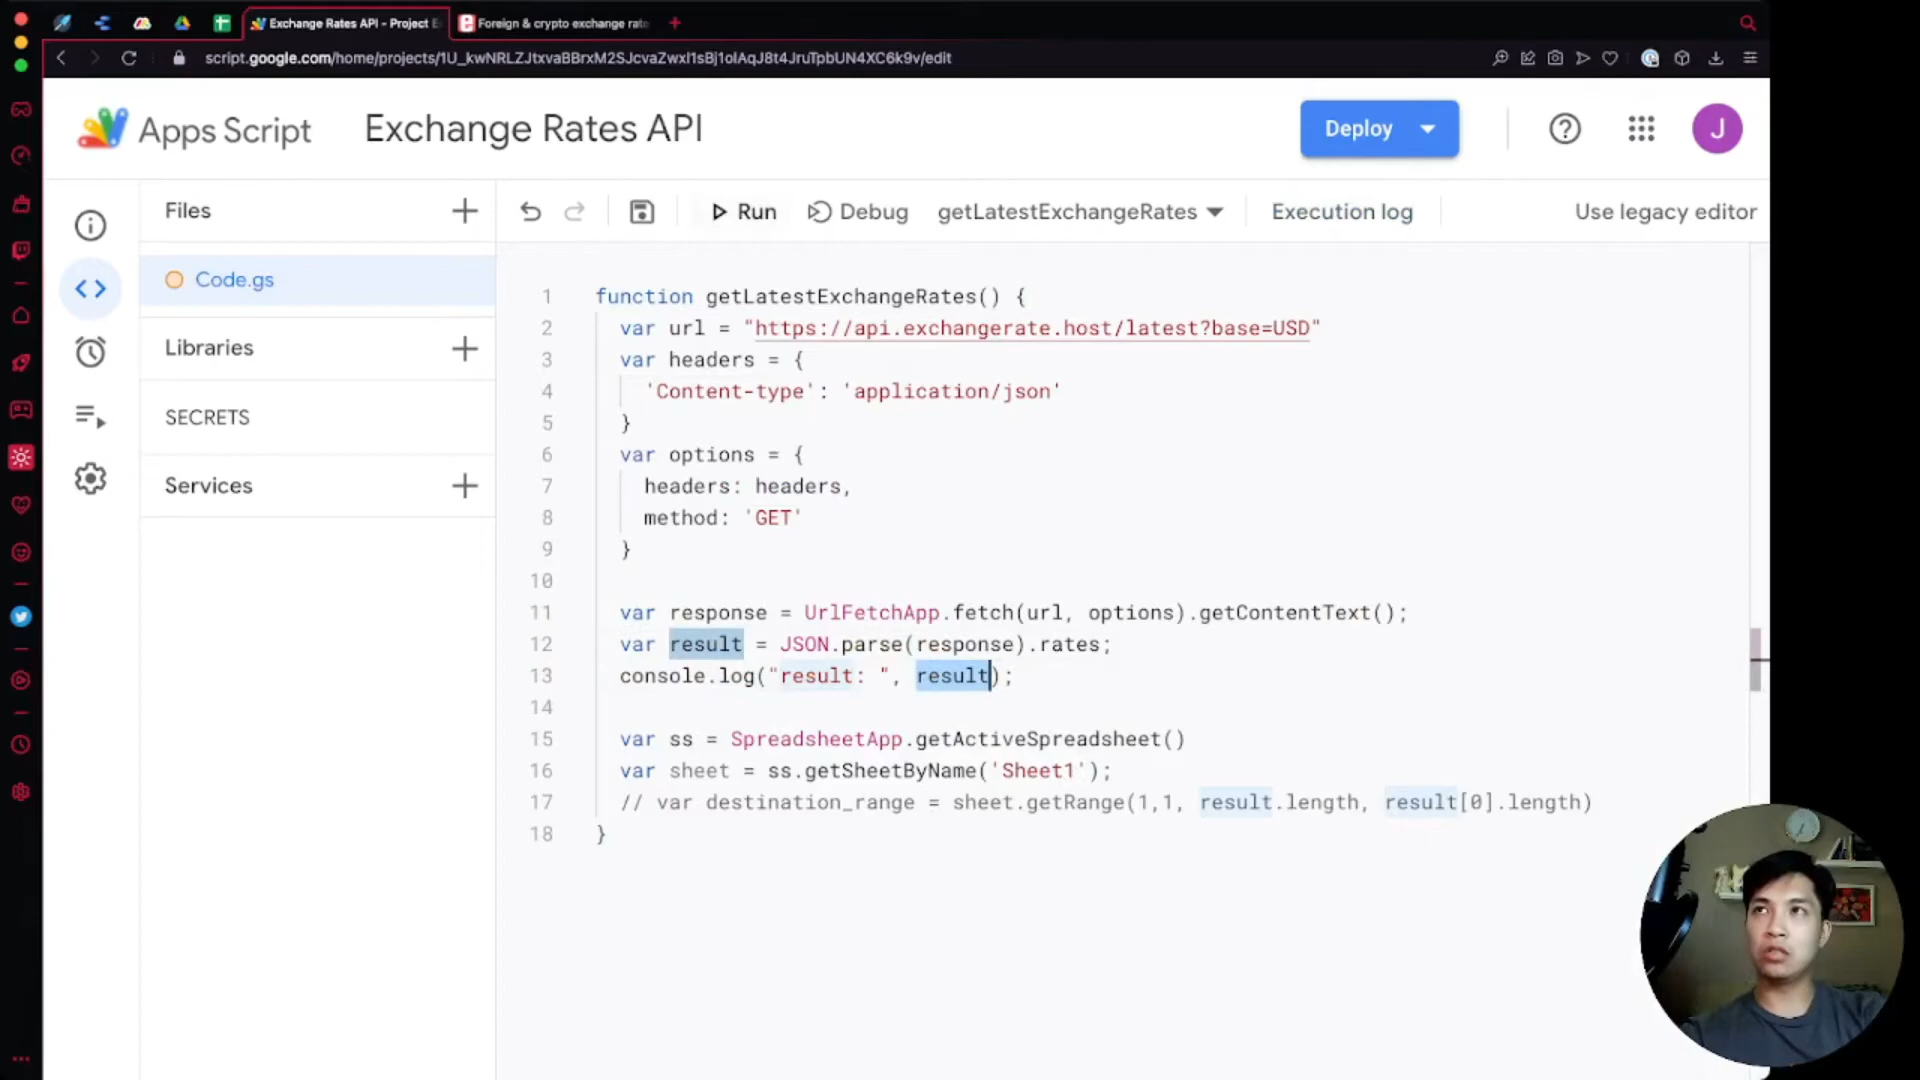 Exchange Rates API - Project E
Foreign & crypto exchange rate
script.google.com/home/projects/1U_kwNRLZJtxvaBBrxM2SJcvaZwxI1sBj1olAqJ8t4JruTpbUN4XC6k9v/edit
Apps Script
Exchange Rates API
Deploy
J
Files
Run
Debug
getLatestExchangeRates
Execution log
Use legacy editor
Code.gs
Libraries
SECRETS
Services
1 function getLatestExchangeRates() {
2 var url = "https://api.exchangerate.host/latest?base=USD"
3 var headers = {
4 'Content-type': 'application/json'
5 }
6 var options = {
7 headers: headers,
8 method: 'GET'
9 }
10
11 var response = UrlFetchApp.fetch(url, options).getContentText();
12 var result = JSON.parse(response).rates;
13 console.log("result: ", result);
14
15 var ss = SpreadsheetApp.getActiveSpreadsheet()
16 var sheet = ss.getSheetByName('Sheet1');
17 // var destination_range = sheet.getRange(1,1, result.length, result[0].length)
18 }